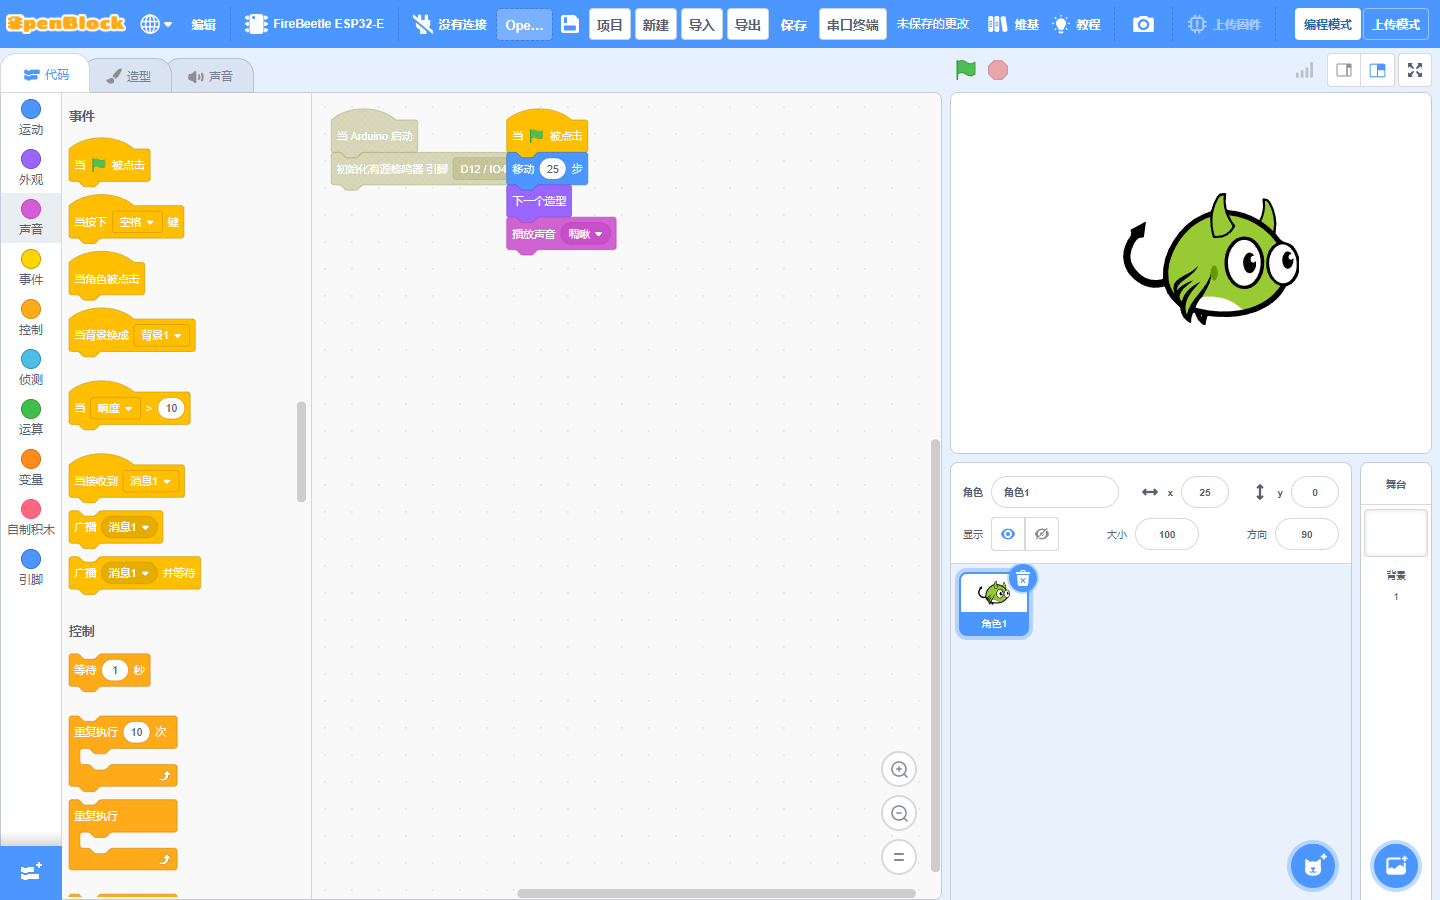 OpenBlock
编辑
FireBeetle ESP32-E
没有连接
Ope...
项目
新建
导入
导出
保存
串口终端
未保存的更改
维基
教程
上传固件
编程模式
上传模式
代码
造型
声音
运动
外观
声音
事件
控制
侦测
运算
变量
自制积木
引脚
事件
当 被点击
当按下 空格 键
当角色被点击
当背景换成 背景1
当 响度 > 10
当接收到 消息1
广播 消息1
广播 消息1 并等待
控制
等待 1 秒
重复执行 10 次
重复执行
当 Arduino 启动
初始化有源蜂鸣器 引脚 D12 / IO4
当 被点击
移动 25 步
下一个造型
播放声音 啁啾
角色 角色1
x 25
y 0
显示
大小 100
方向 90
角色1
舞台
背景
1